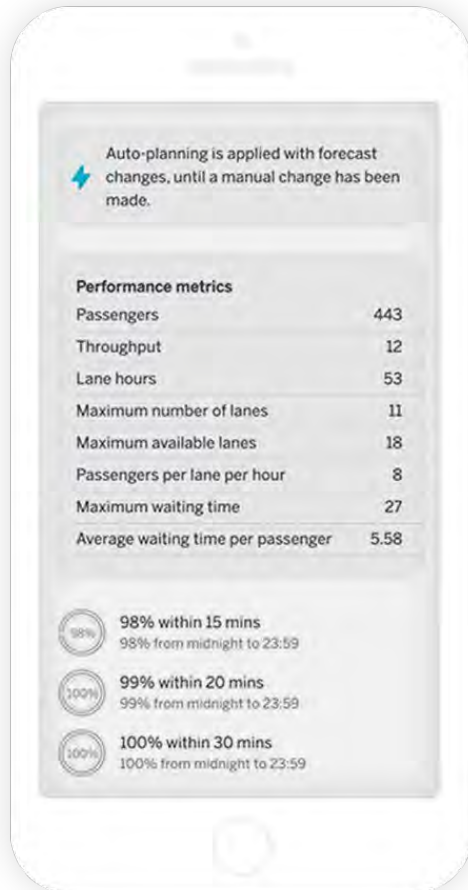 Auto-planning is applied with forecast
changes, until a manual change has been
made.
Performance metrics
Passengers 443
Throughput 12
Lane hours 53
Maximum number of lanes 11
Maximum available lanes 18
Passengers per lane per hour 8
Maximum waiting time 27
Average waiting time per passenger 5.58
98%
98% within 15 mins
98% from midnight to 23:59
100%
99% within 20 mins
99% from midnight to 23:59
100%
100% within 30 mins
100% from midnight to 23:59